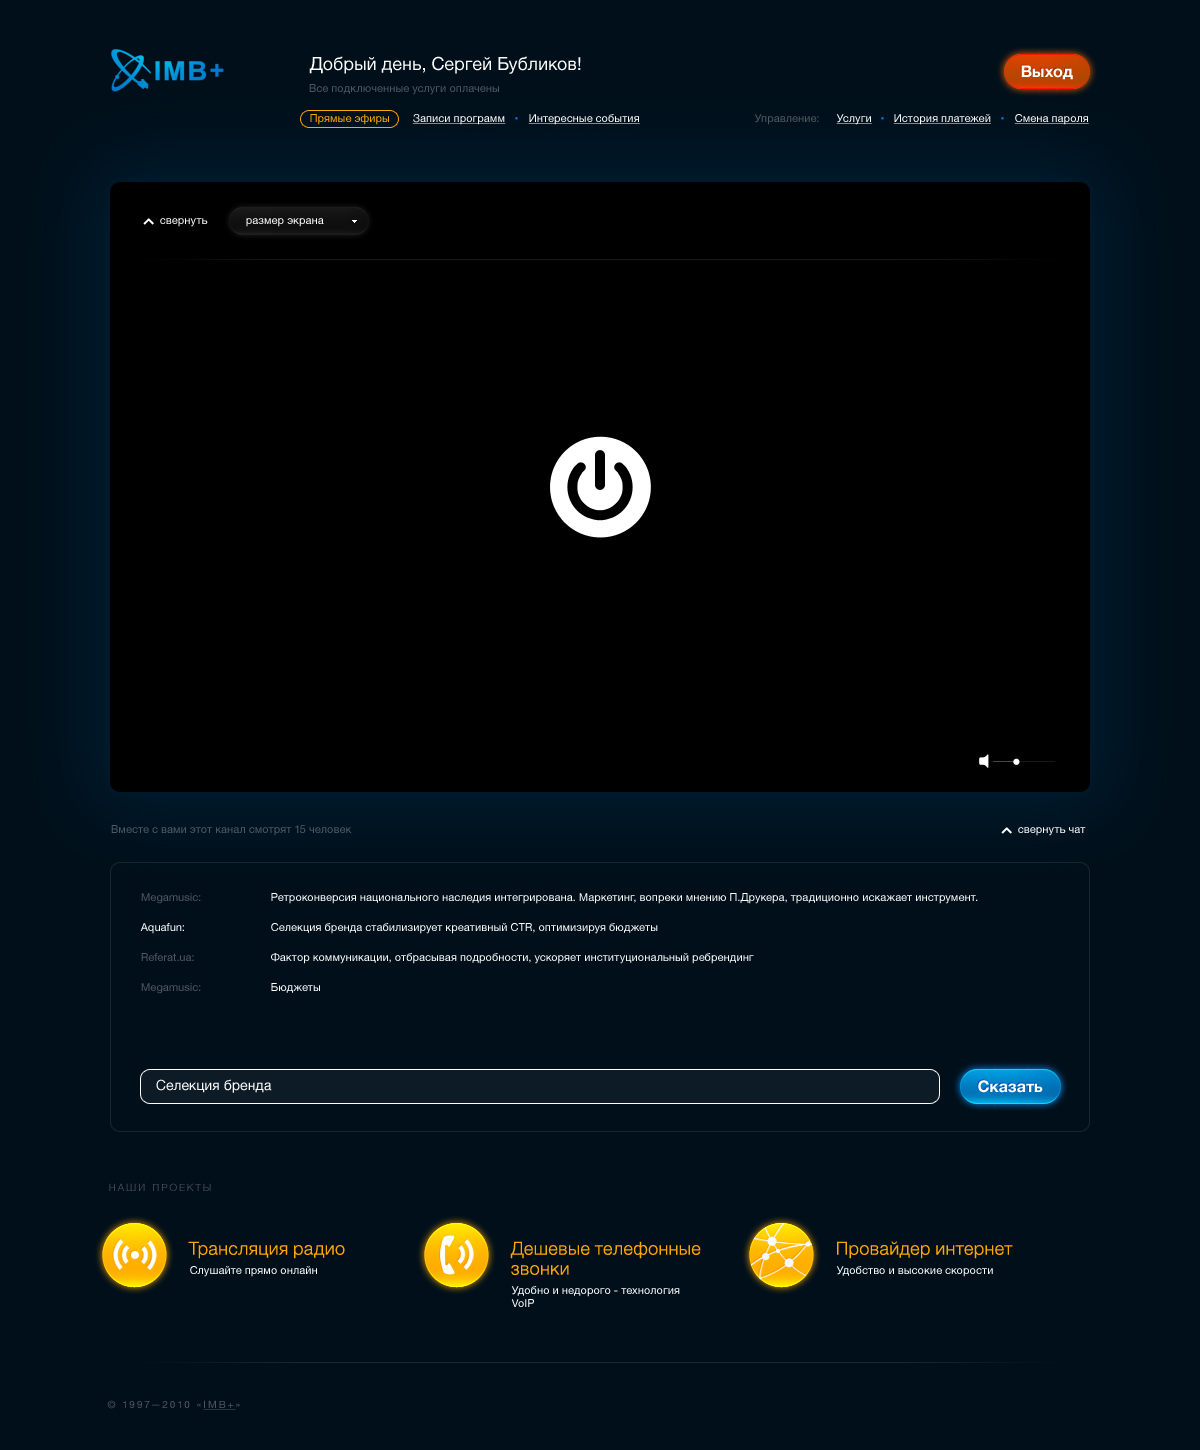 IMB+
Добрый день, Сергей Бубликов!
Выход
Все подключенные услуги оплачены
Прямые эфиры Записи программ • Интересные события Управление: Услуги • История платежей • Смена пароля
свернуть размер экрана
Вместе с вами этот канал смотрят 15 человек свернуть чат
Megamusic: Ретроконверсия национального наследия интегрирована. Маркетинг, вопреки мнению П.Друкера, традиционно искажает инструмент.
Aquafun: Селекция бренда стабилизирует креативный CTR, оптимизируя бюджеты
Referat.ua: Фактор коммуникации, отбрасывая подробности, ускоряет институциональный ребрендинг
Megamusic: Бюджеты
Селекция бренда Сказать
НАШИ ПРОЕКТЫ
Трансляция радио
Слушайте прямо онлайн
Дешевые телефонные
звонки
Удобно и недорого - технология
VoIP
Провайдер интернет
Удобство и высокие скорости
© 1997—2010 «IMB+»